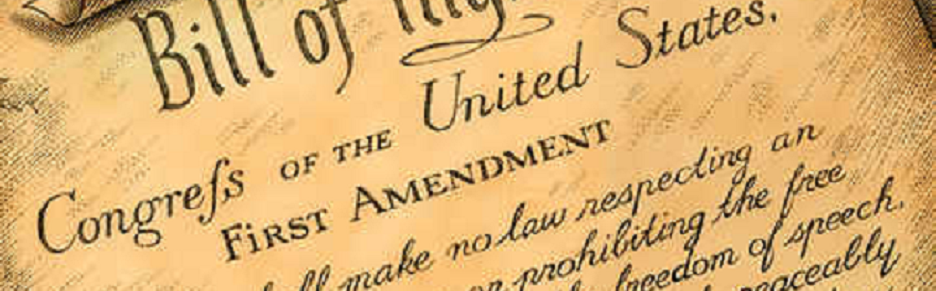 Bill of
Congreſs OF THE United States.
FIRST AMENDMENT
make no law respecting an
or prohibiting the free
freedom of speech,
peaceably